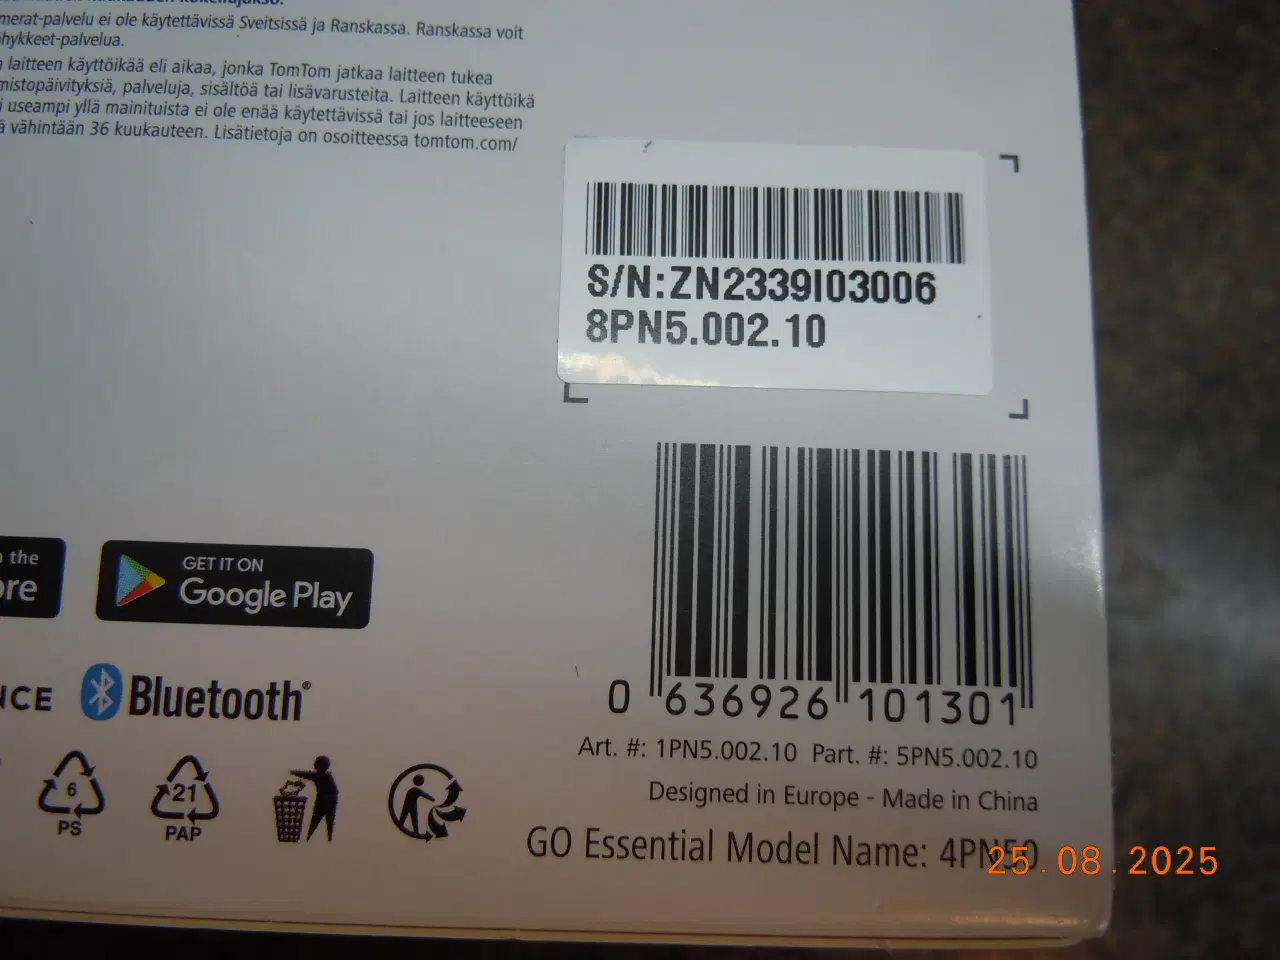 merat-palvelu ei ole käytettävissä Sveitsissä ja Ranskassa. Ranskassa voit
hykkeet-palvelua.
laitteen käyttöikää eli aikaa, jonka TomTom jatkaa laitteen tukea
mistopäivityksiä, palveluja, sisältöä tai lisävarusteita. Laitteen käyttöikä
i useampi yllä mainituista ei ole enää käytettävissä tai jos laitteeseen
ä vähintään 36 kuukauteen. Lisätietoja on osoitteessa tomtom.com/
S/N:ZN2339I03006
8PN5.002.10
0 636926 101301
Art. #: 1PN5.002.10 Part. #: 5PN5.002.10
Designed in Europe - Made in China
GO Essential Model Name: 4PN50
the
re
GET IT ON
Google Play
NCE
Bluetooth®
6
PS
21
PAP
25.08.2025